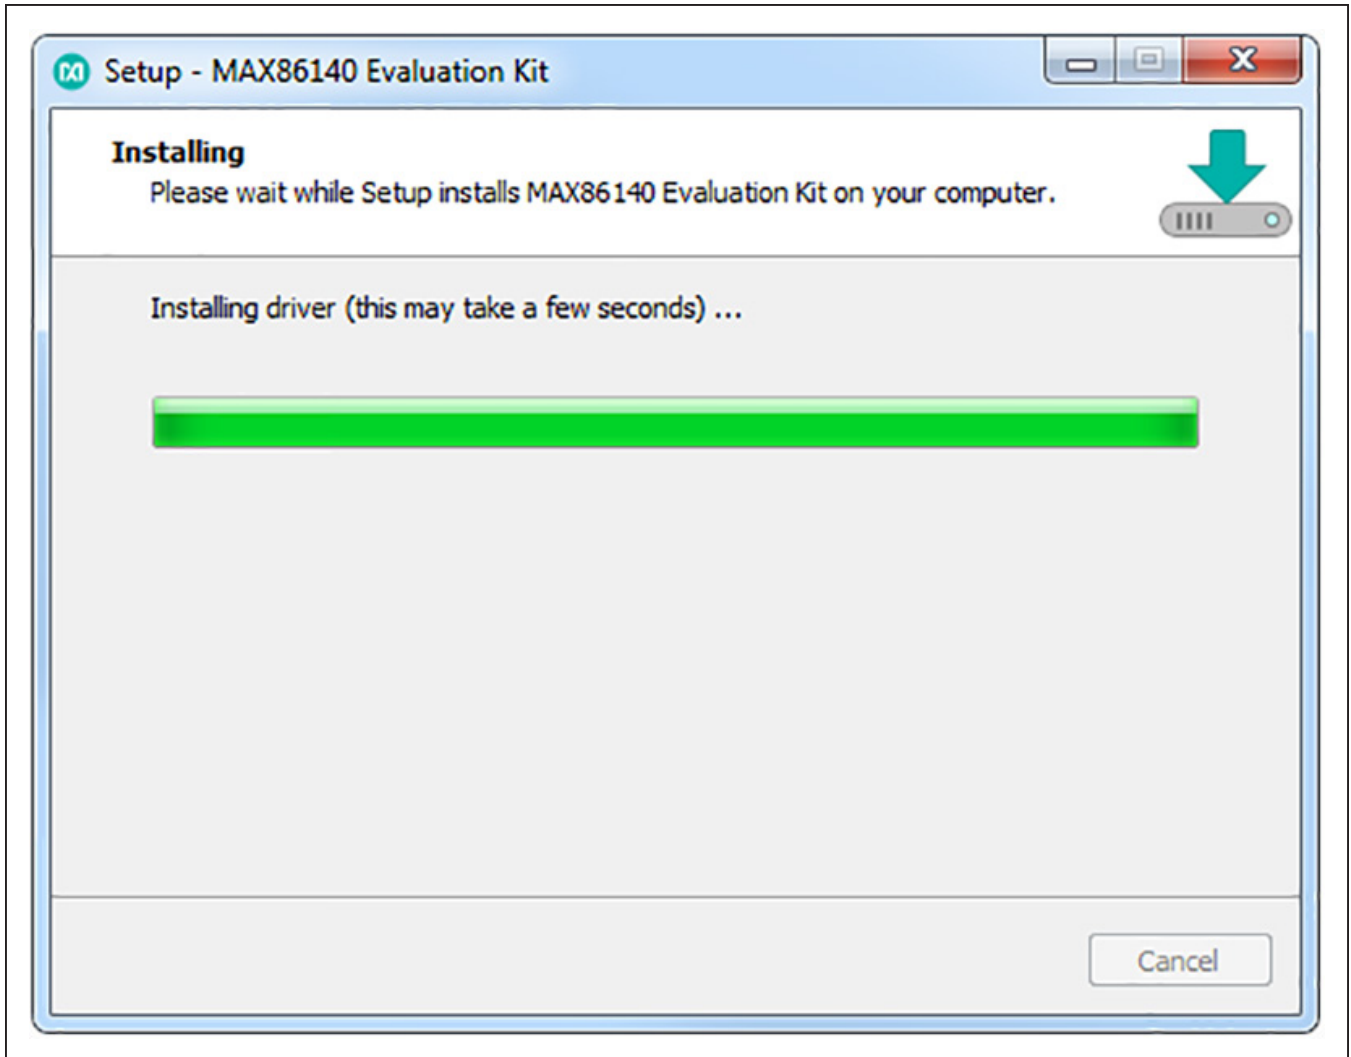 Setup - MAX86140 Evaluation Kit
Installing
Please wait while Setup installs MAX86140 Evaluation Kit on your computer.
Installing driver (this may take a few seconds) ...
Cancel